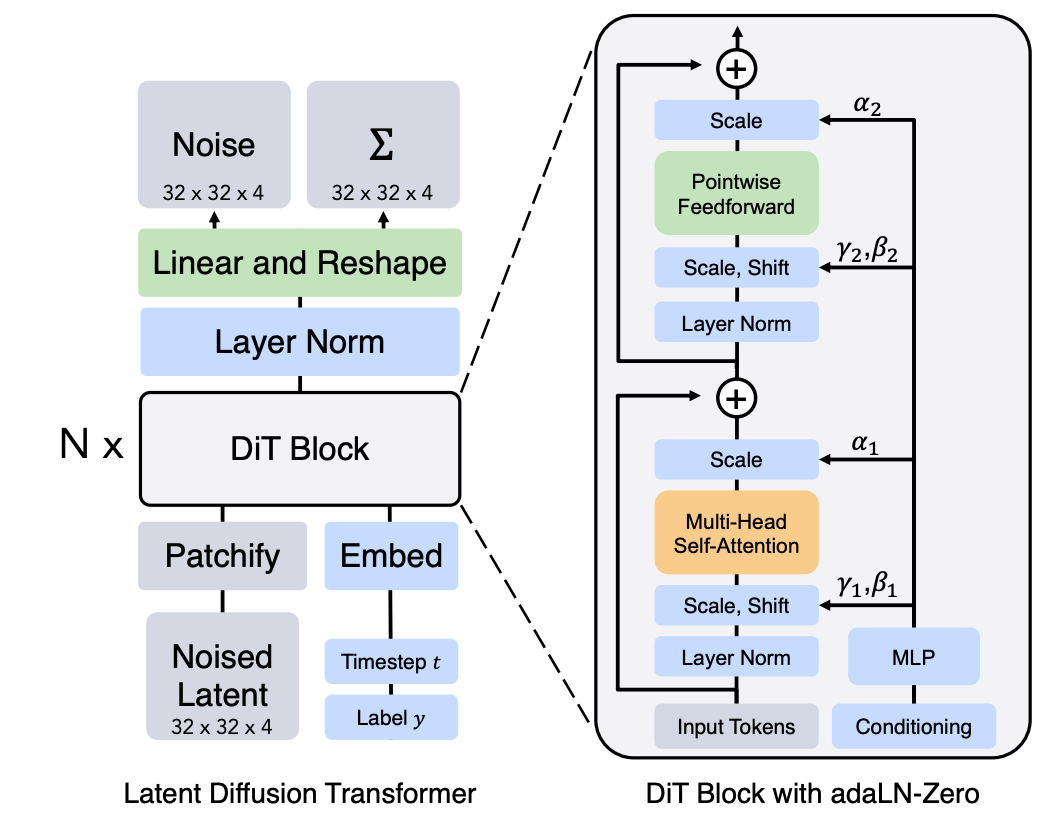 Noise
32 x 32 x 4
Σ
32 x 32 x 4
Linear and Reshape
Layer Norm
N x
DiT Block
Patchify
Embed
Noised
Latent
32 x 32 x 4
Timestep t
Label y
Latent Diffusion Transformer
+
α₂
Scale
Pointwise
Feedforward
γ₂,β₂
Scale, Shift
Layer Norm
+
α₁
Scale
Multi-Head
Self-Attention
γ₁,β₁
Scale, Shift
Layer Norm
MLP
Input Tokens
Conditioning
DiT Block with adaLN-Zero